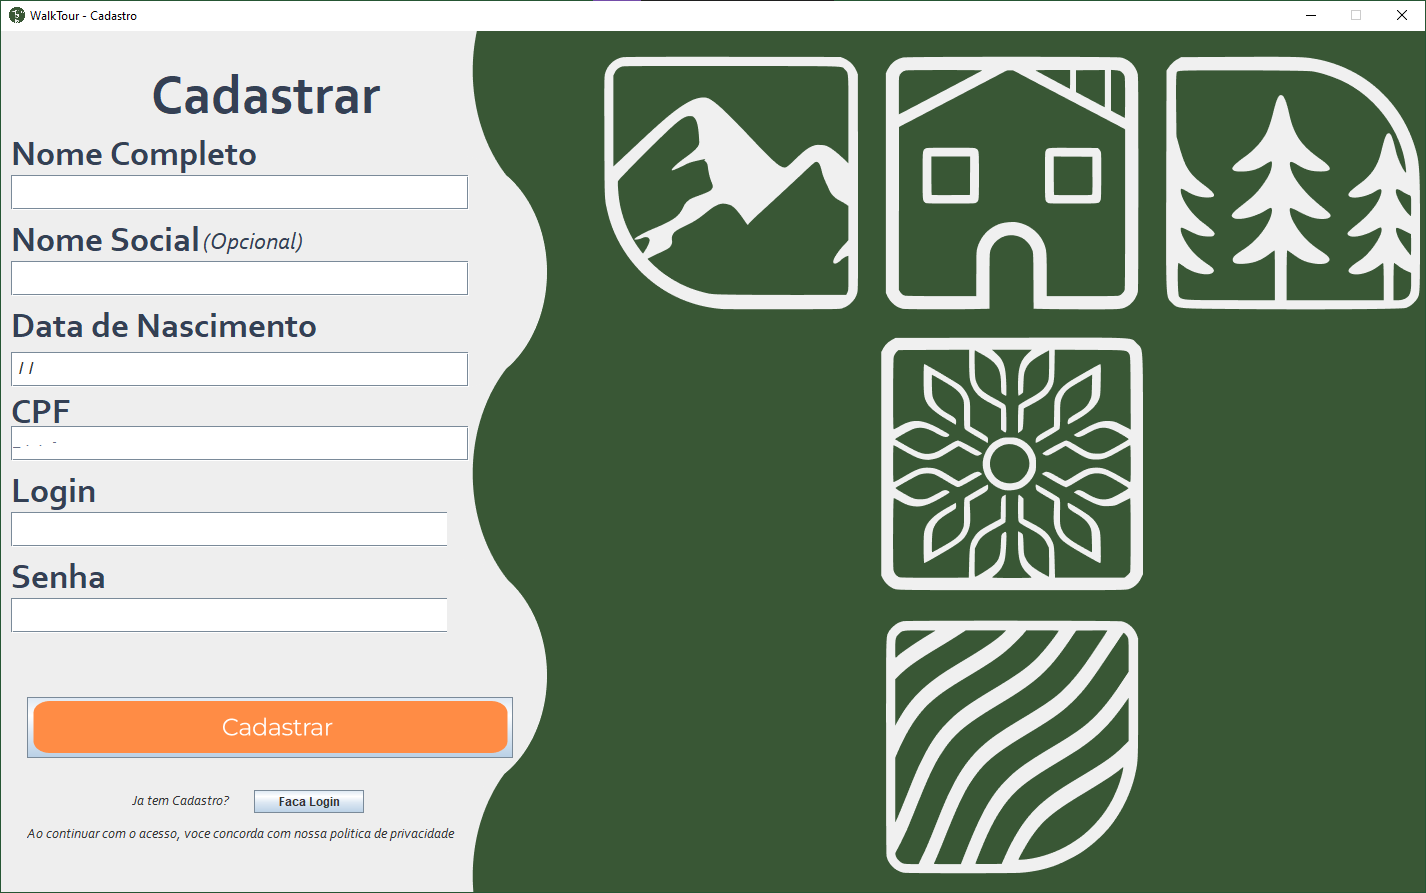 WalkTour - Cadastro
Cadastrar
Nome Completo
Nome Social (Opcional)
Data de Nascimento
/ /
CPF
_ . . -
Login
Senha
Cadastrar
Ja tem Cadastro? Faca Login
Ao continuar com o acesso, voce concorda com nossa politica de privacidade